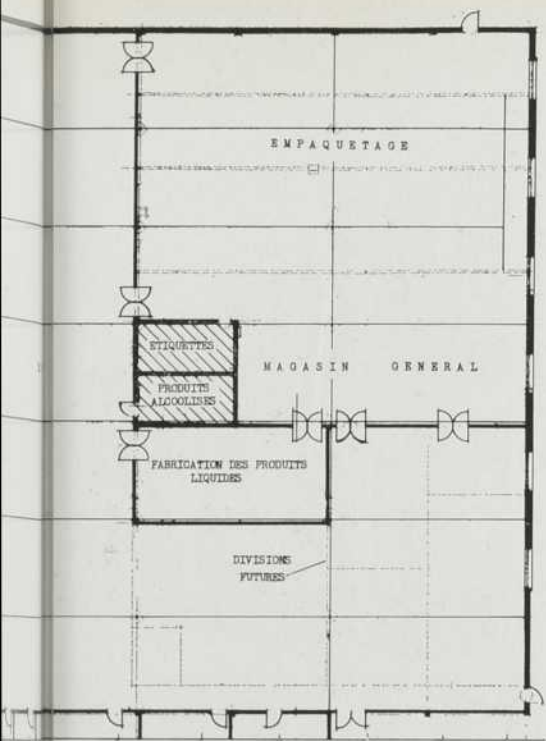 EMPAQUETAGE
ETIQUETTES
MAGASIN GENERAL
PRODUITS
ALCOOLISES
FABRICATION DES PRODUITS
LIQUIDES
DIVISIONS
FUTURES